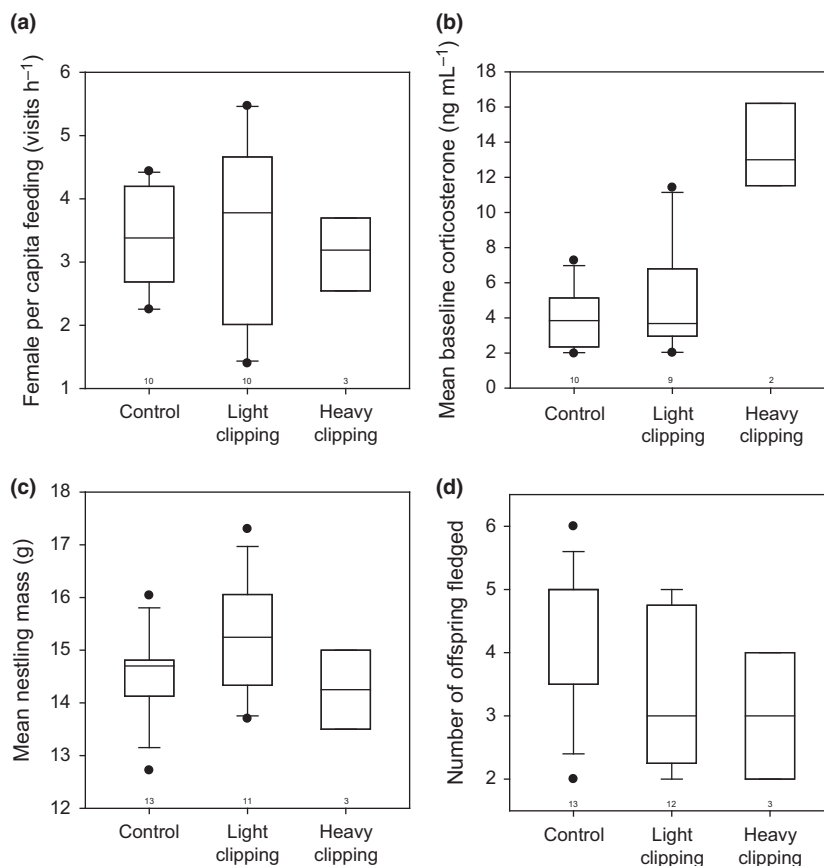 (a)
Female per capita feeding (visits h⁻¹)
6
5
4
3
2
1
10
10
3
Control
Light
clipping
Heavy
clipping
(b)
Mean baseline corticosterone (ng mL⁻¹)
18
16
14
12
10
8
6
4
2
0
10
9
2
Control
Light
clipping
Heavy
clipping
(c)
Mean nestling mass (g)
18
17
16
15
14
13
12
13
11
3
Control
Light
clipping
Heavy
clipping
(d)
Number of offspring fledged
6
5
4
3
2
13
12
3
Control
Light
clipping
Heavy
clipping